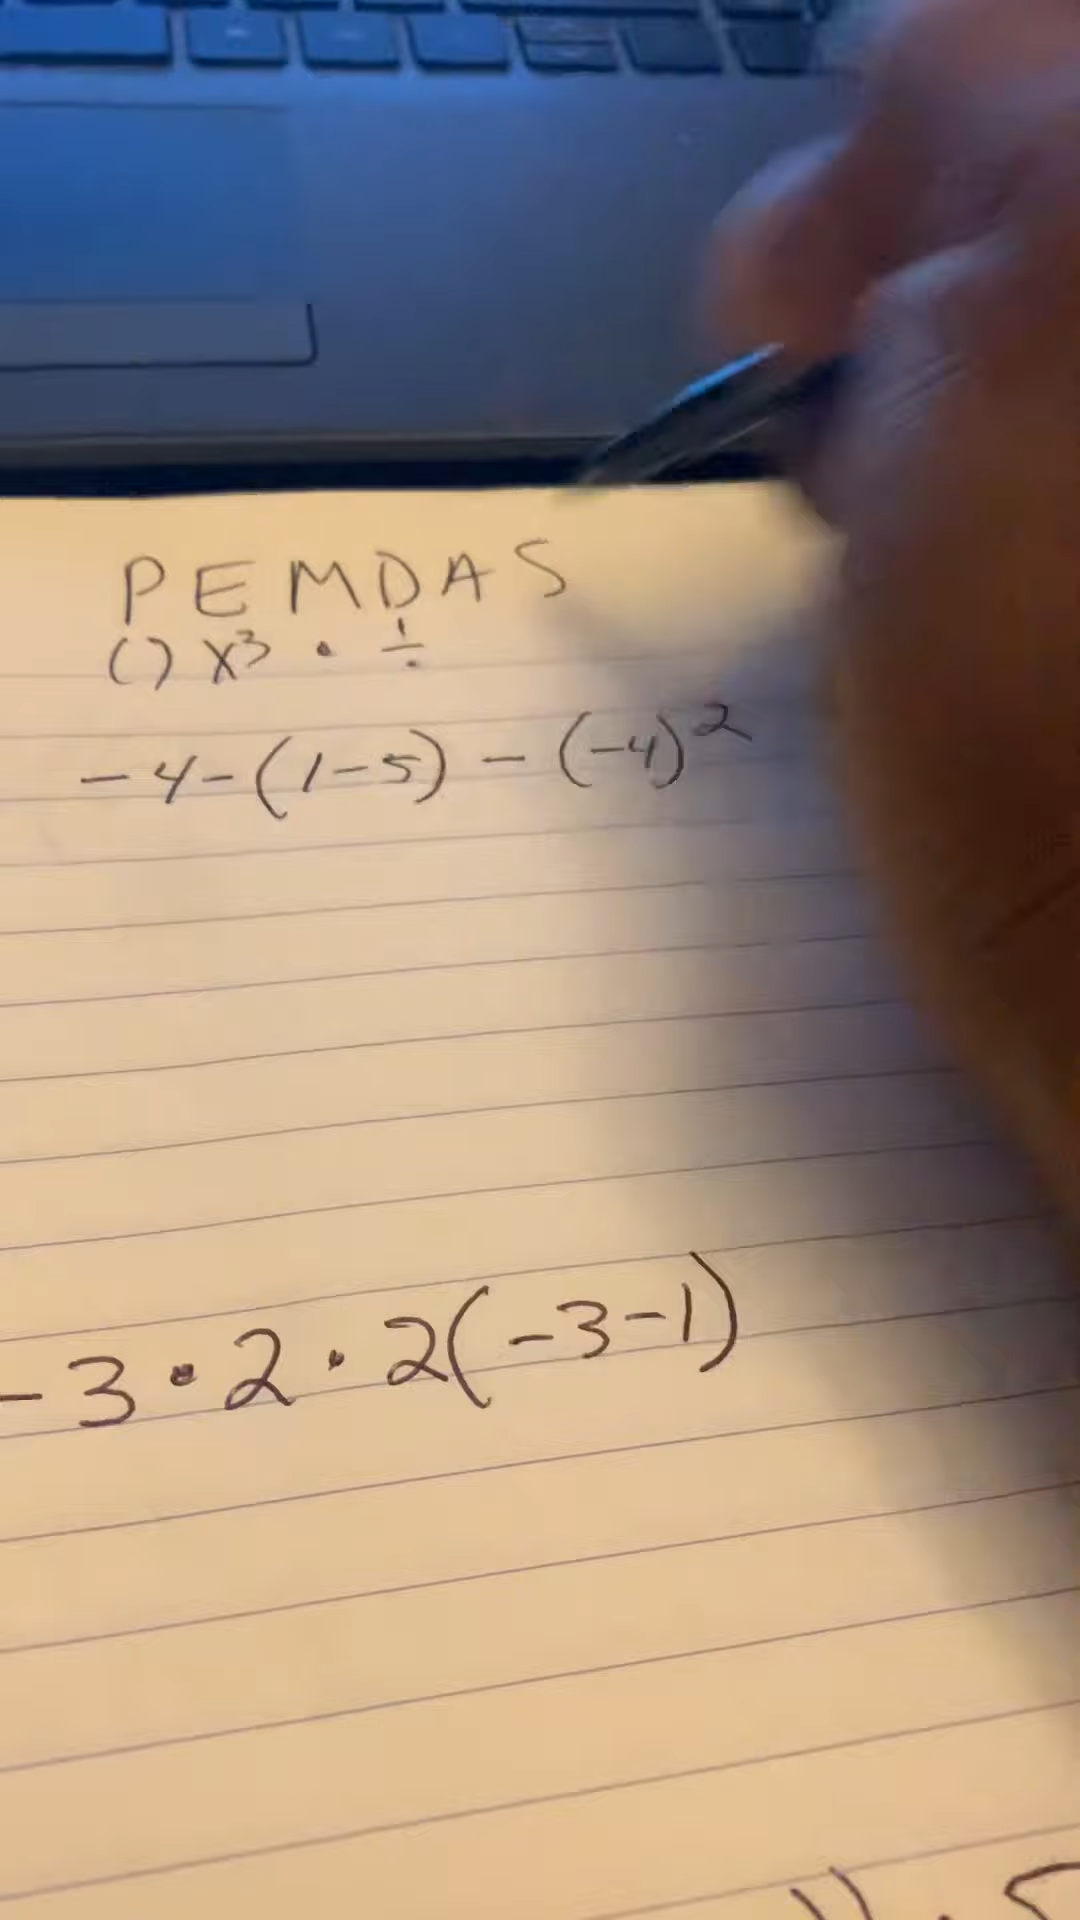 PEMDAS
() x³ · ÷
-4-(1-5) - (-4)²
-3·2·2(-3-1)